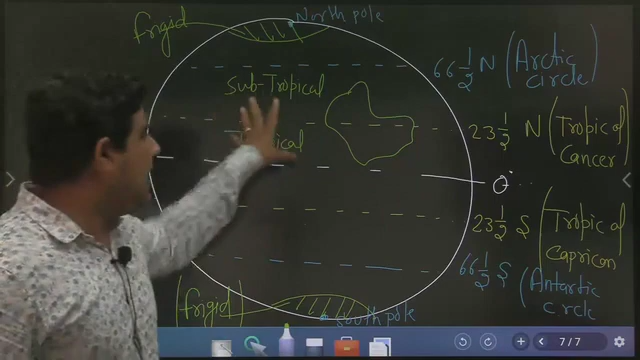 frigid
North pole
66 1/2 N (Arctic circle
Sub-Tropical
23 1/2 N (Tropic of Cancer
0°
23 1/2 S (Tropic of Capricon
66 1/2 S (Antartic circle
(frigid)
South pole
7 / 7